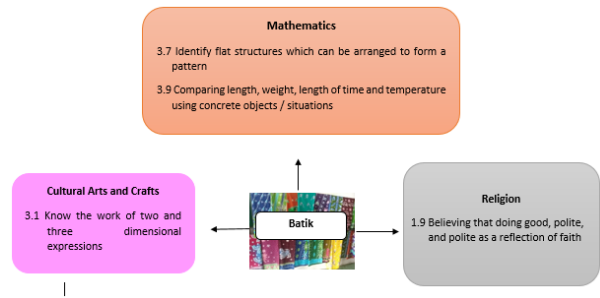 Mathematics
3.7 Identify flat structures which can be arranged to form a
pattern
3.9 Comparing length, weight, length of time and temperature
using concrete objects / situations
Cultural Arts and Crafts
3.1 Know the work of two and
three dimensional
expressions
Batik
Religion
1.9 Believing that doing good, polite,
and polite as a reflection of faith